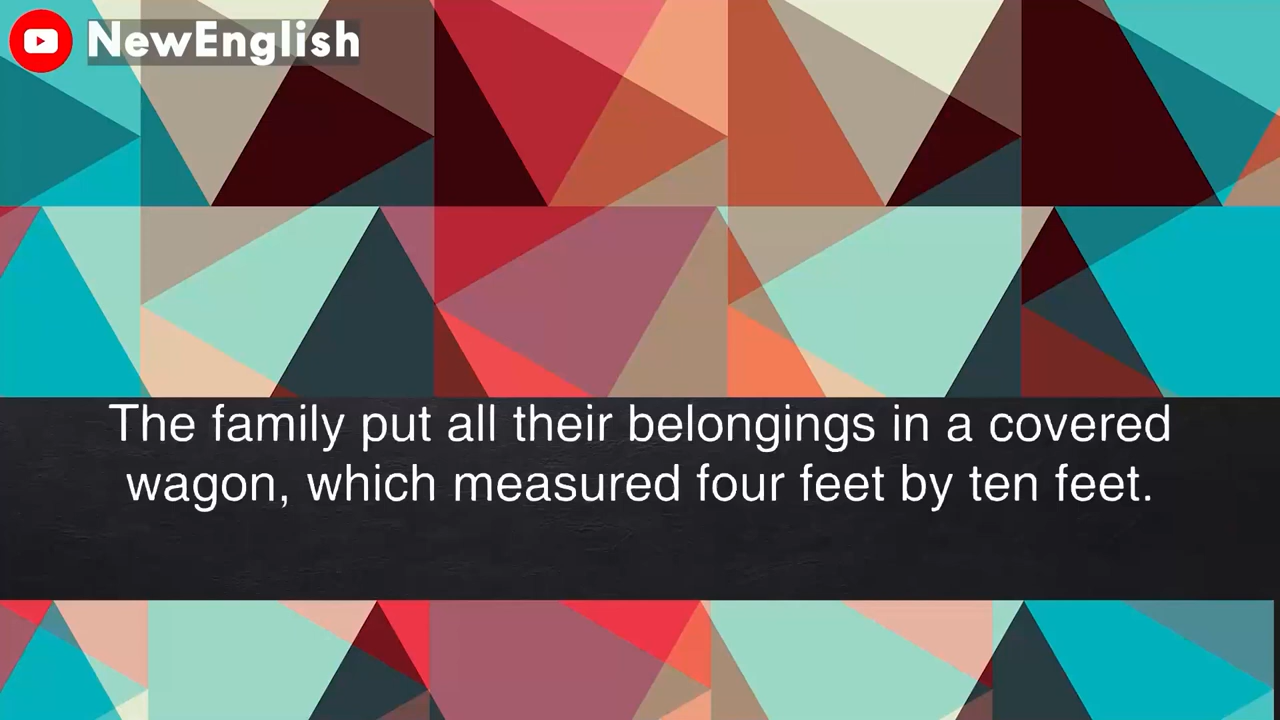 NewEnglish
The family put all their belongings in a covered
wagon, which measured four feet by ten feet.